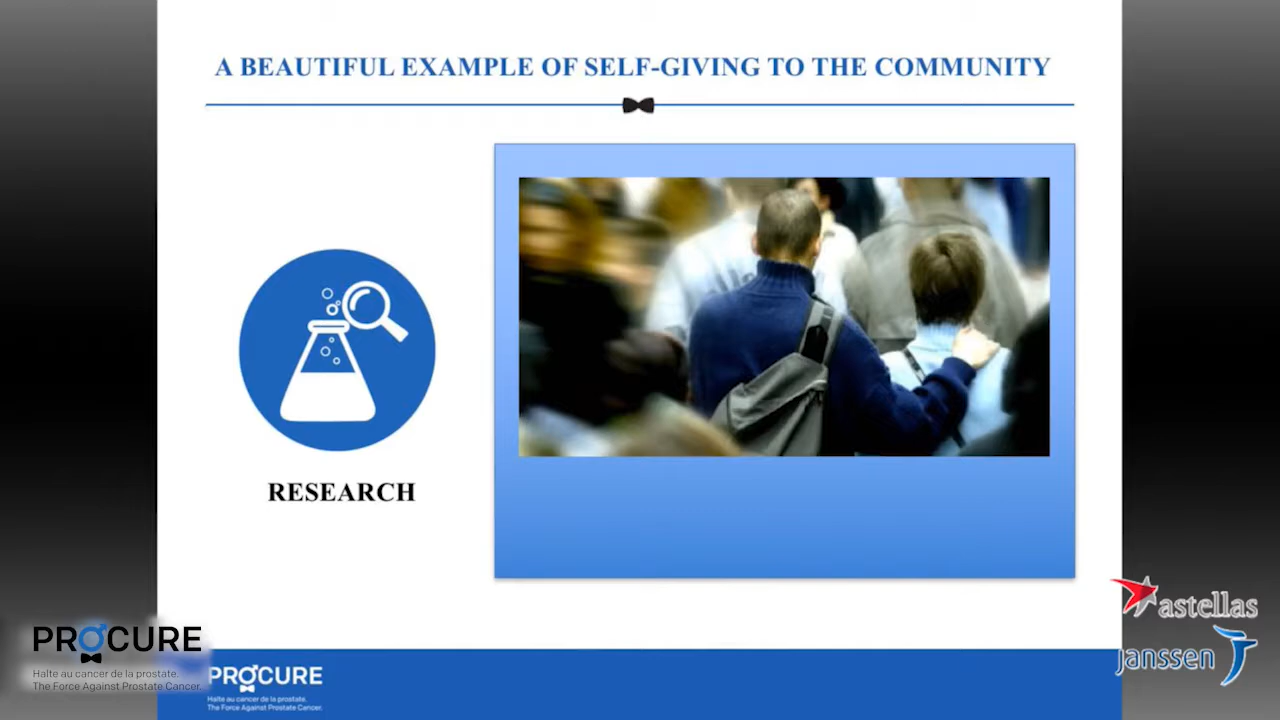 A BEAUTIFUL EXAMPLE OF SELF-GIVING TO THE COMMUNITY
RESEARCH
astellas
janssen
PROCURE
Halte au cancer de la prostate.
The Force Against Prostate Cancer.
PROCURE
Halte au cancer de la prostate.
The Force Against Prostate Cancer.